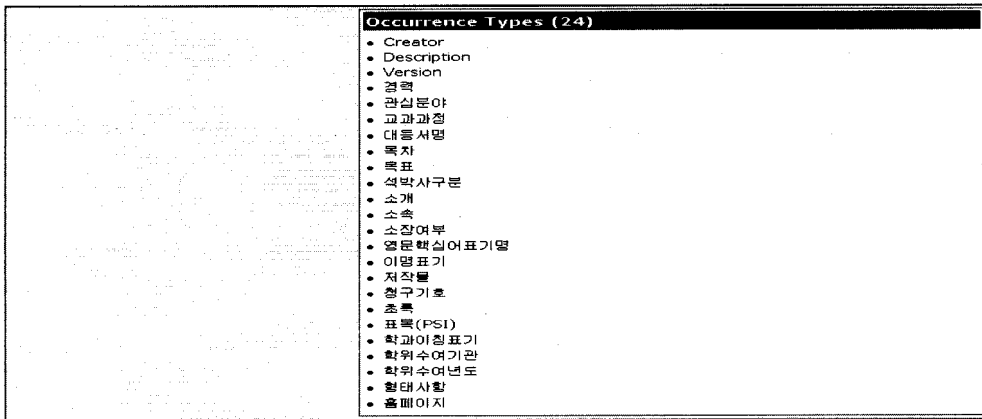 Occurrence Types (24)
• Creator
• Description
• Version
• 경력
• 관심분야
• 교과과정
• 대등서명
• 목차
• 목표
• 석박사구분
• 소개
• 소속
• 소장여부
• 영문핵심어표기명
• 이명표기
• 저작물
• 청구기호
• 초록
• 표목(PSI)
• 학과이칭표기
• 학위수여기관
• 학위수여년도
• 형태사항
• 홈페이지